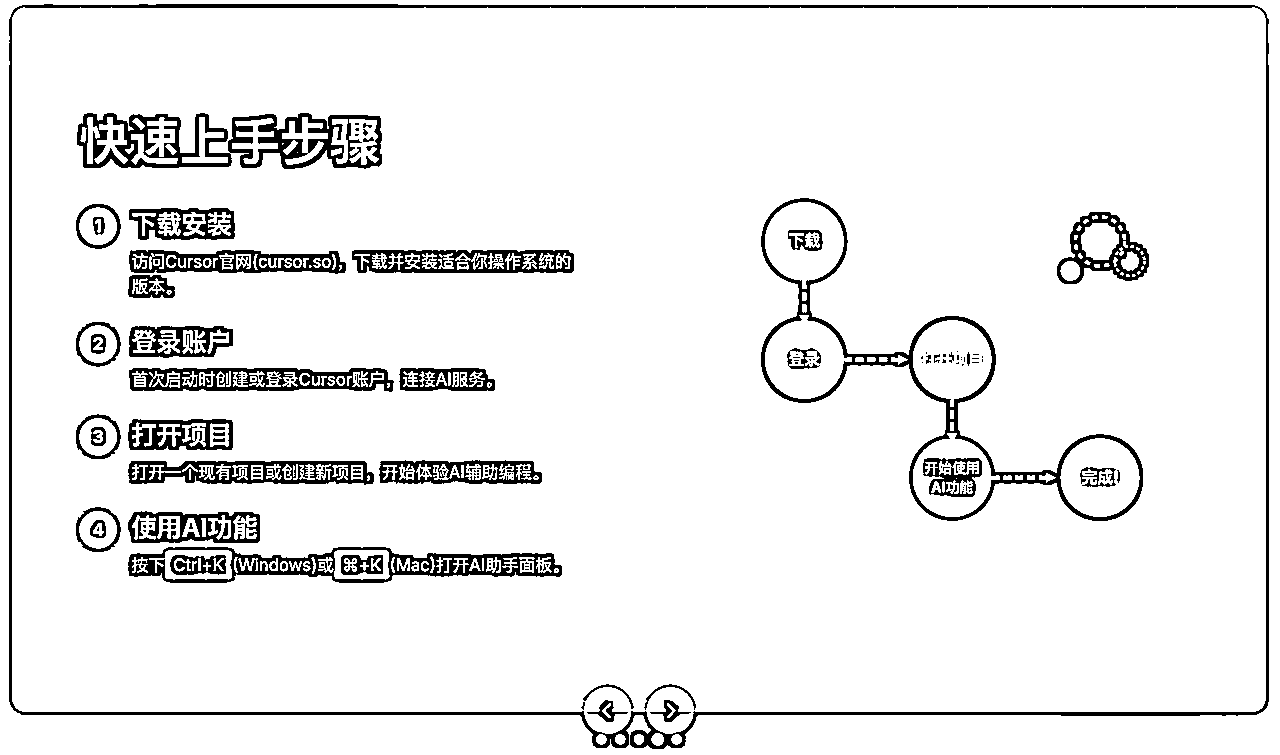 快速上手步骤
1
下载安装
访问Cursor官网(cursor.so)，下载并安装适合你操作系统的
版本。
2
登录账户
首次启动时创建或登录Cursor账户，连接AI服务。
3
打开项目
打开一个现有项目或创建新项目，开始体验AI辅助编程。
4
使用AI功能
按下 Ctrl+K (Windows)或 ⌘+K (Mac)打开AI助手面板。
下载
登录
打开项目
开始使用
AI功能
完成!